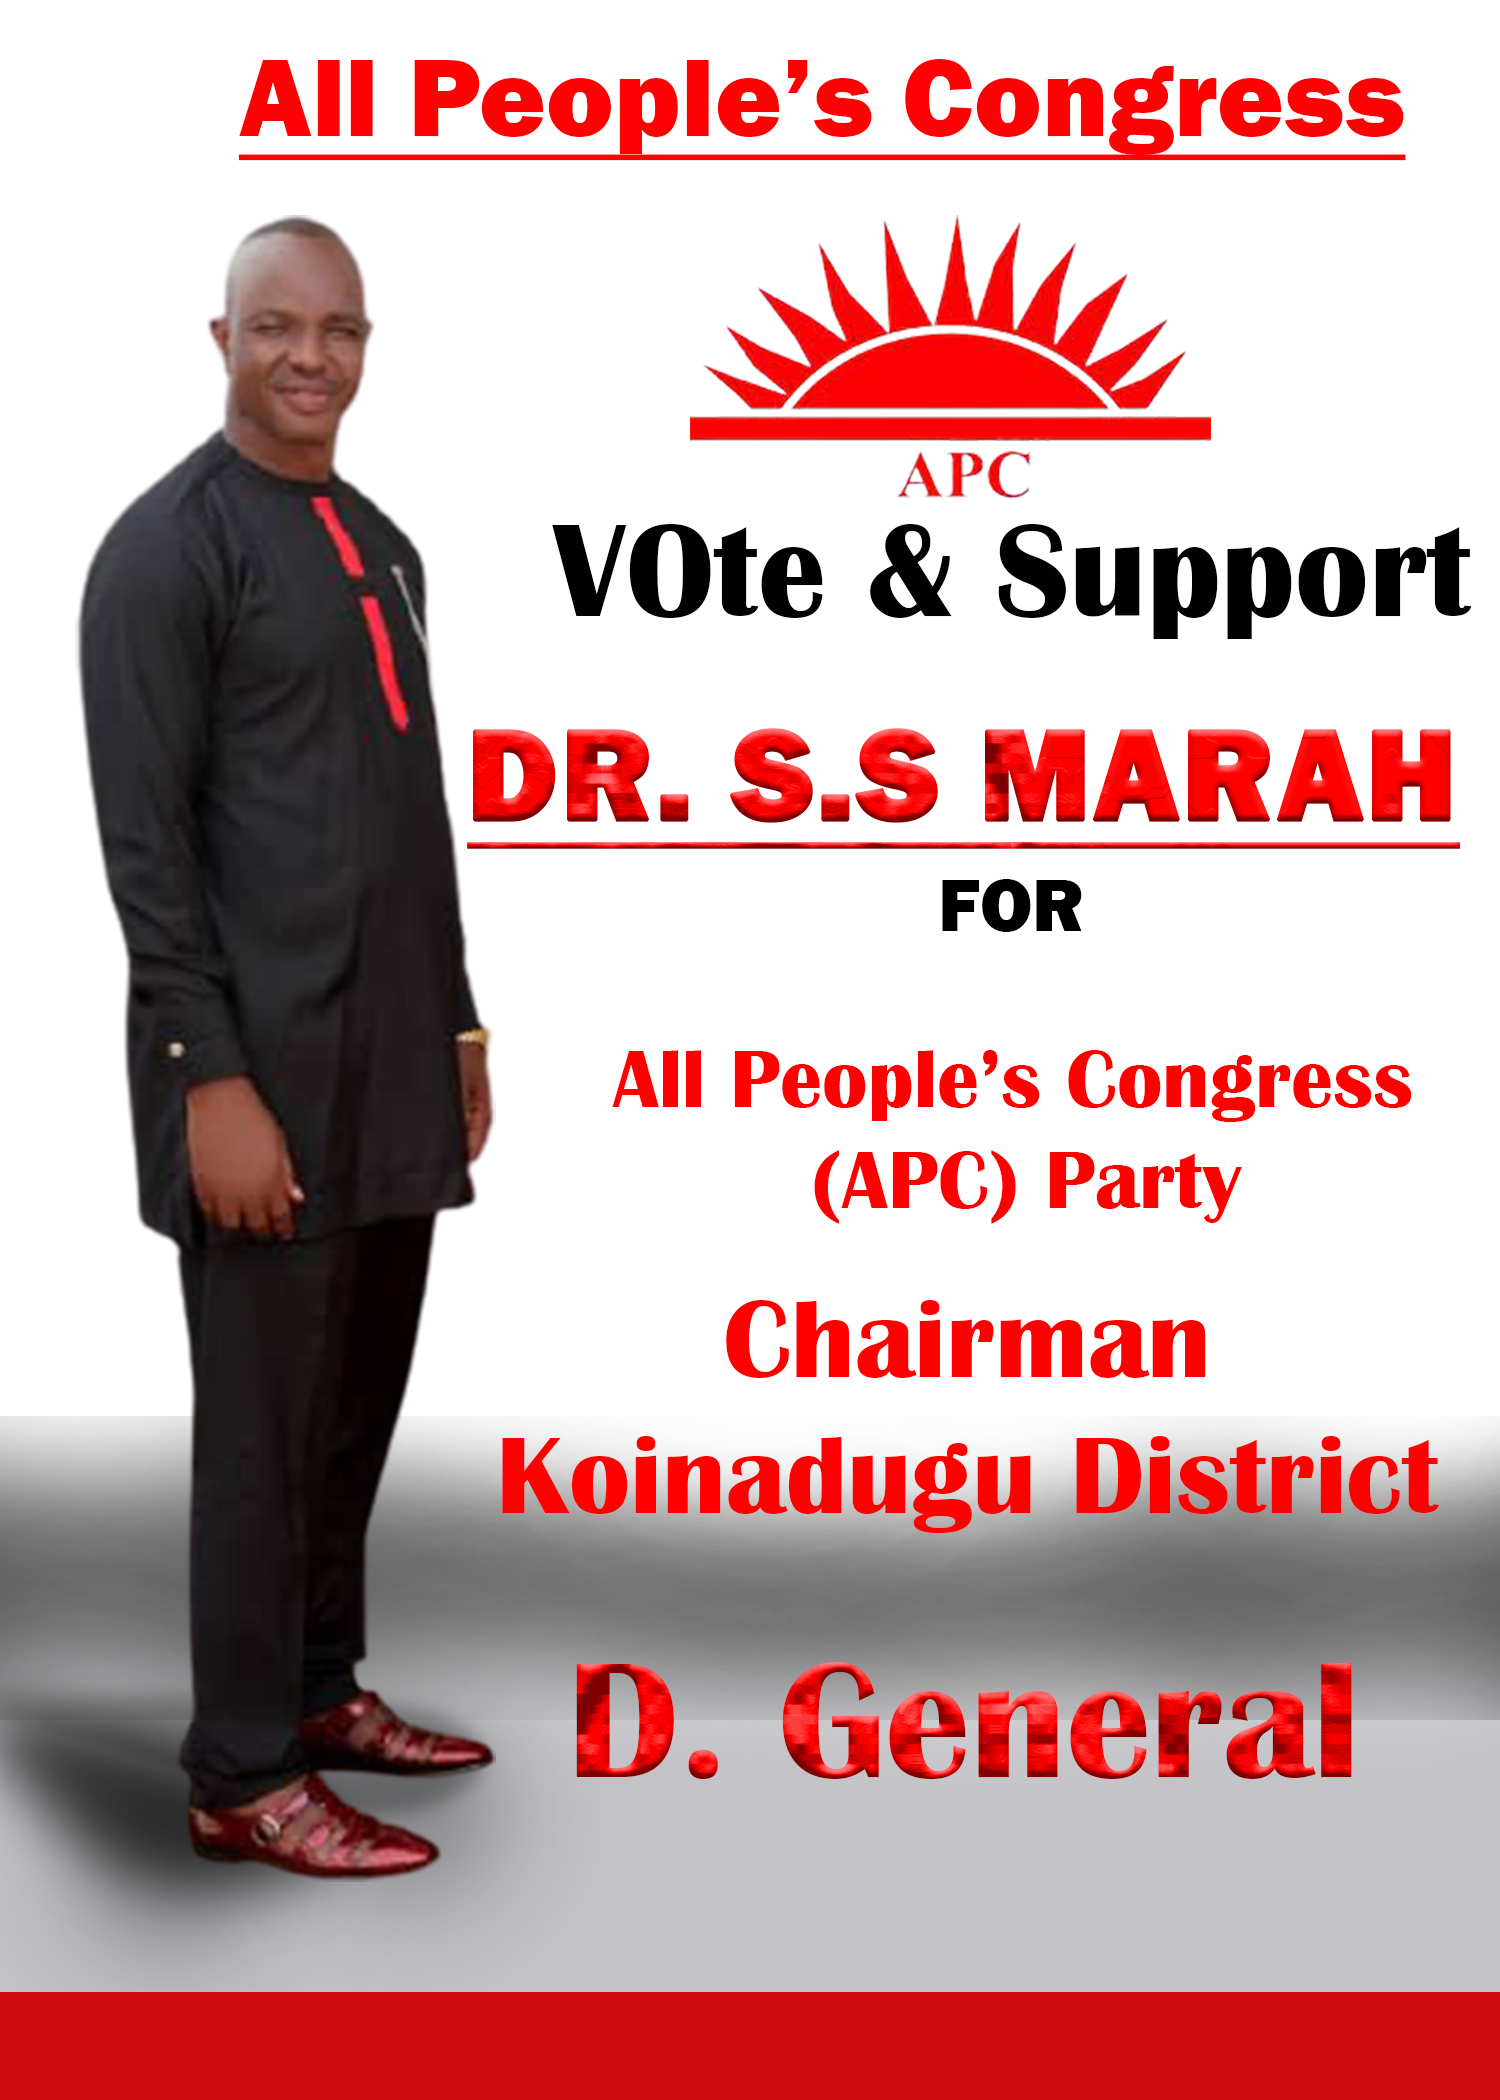 All People’s Congress
APC
VOte & Support
DR. S.S MARAH
FOR
All People’s Congress
(APC) Party
Chairman
Koinadugu District
D. General